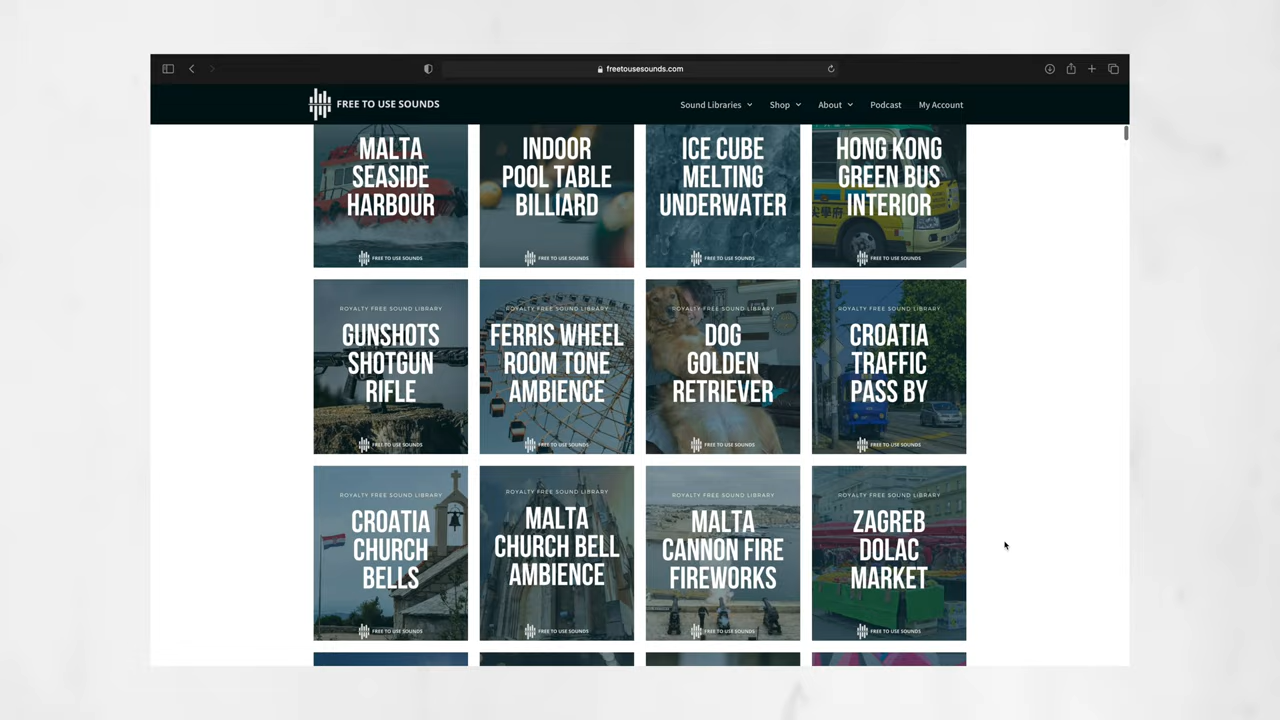 freetousesounds.com
FREE TO USE SOUNDS
Sound Libraries
Shop
About
Podcast
My Account
MALTA
SEASIDE
HARBOUR
FREE TO USE SOUNDS
INDOOR
POOL TABLE
BILLIARD
FREE TO USE SOUNDS
ICE CUBE
MELTING
UNDERWATER
FREE TO USE SOUNDS
HONG KONG
GREEN BUS
INTERIOR
FREE TO USE SOUNDS
ROYALTY FREE SOUND LIBRARY
GUNSHOTS
SHOTGUN
RIFLE
FREE TO USE SOUNDS
ROYALTY FREE SOUND LIBRARY
FERRIS WHEEL
ROOM TONE
AMBIENCE
FREE TO USE SOUNDS
ROYALTY FREE SOUND LIBRARY
DOG
GOLDEN
RETRIEVER
FREE TO USE SOUNDS
ROYALTY FREE SOUND LIBRARY
CROATIA
TRAFFIC
PASS BY
FREE TO USE SOUNDS
ROYALTY FREE SOUND LIBRARY
CROATIA
CHURCH
BELLS
FREE TO USE SOUNDS
ROYALTY FREE SOUND LIBRARY
MALTA
CHURCH BELL
AMBIENCE
FREE TO USE SOUNDS
ROYALTY FREE SOUND LIBRARY
MALTA
CANNON FIRE
FIREWORKS
FREE TO USE SOUNDS
ROYALTY FREE SOUND LIBRARY
ZAGREB
DOLAC
MARKET
FREE TO USE SOUNDS